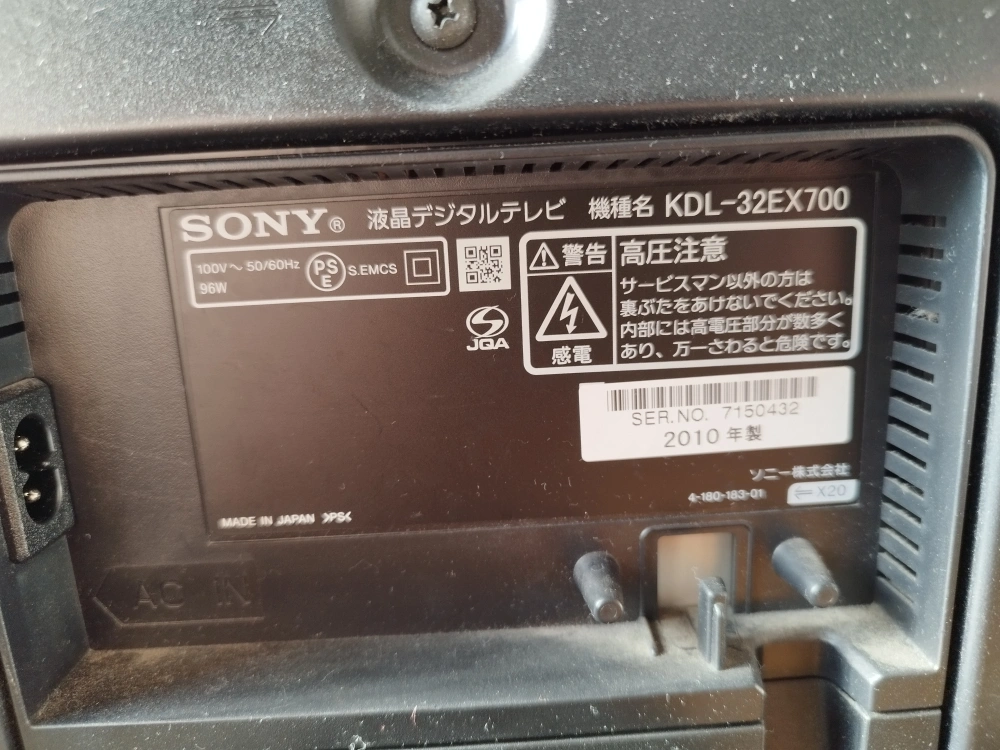 SONY® 液晶デジタルテレビ 機種名 KDL-32EX700
100V～ 50/60Hz
96W
PS
E
S.EMCS
JQA
警告
感電
高圧注意
サービスマン以外の方は
裏ぶたをあけないでください。
内部には高電圧部分が数多く
あり、万一さわると危険です。
SER.NO. 7150432
2010 年製
ソニー株式会社
4-180-183-01
⇐ X20
MADE IN JAPAN >PS<
AC IN